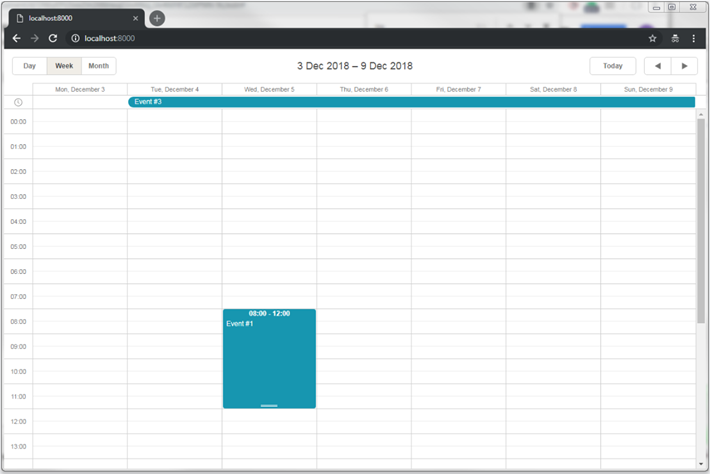 localhost:8000
localhost:8000
Day Week Month 3 Dec 2018 – 9 Dec 2018 Today
Mon, December 3 Tue, December 4 Wed, December 5 Thu, December 6 Fri, December 7 Sat, December 8 Sun, December 9
Event #3
00:00
01:00
02:00
03:00
04:00
05:00
06:00
07:00
08:00 - 12:00
08:00 Event #1
09:00
10:00
11:00
12:00
13:00